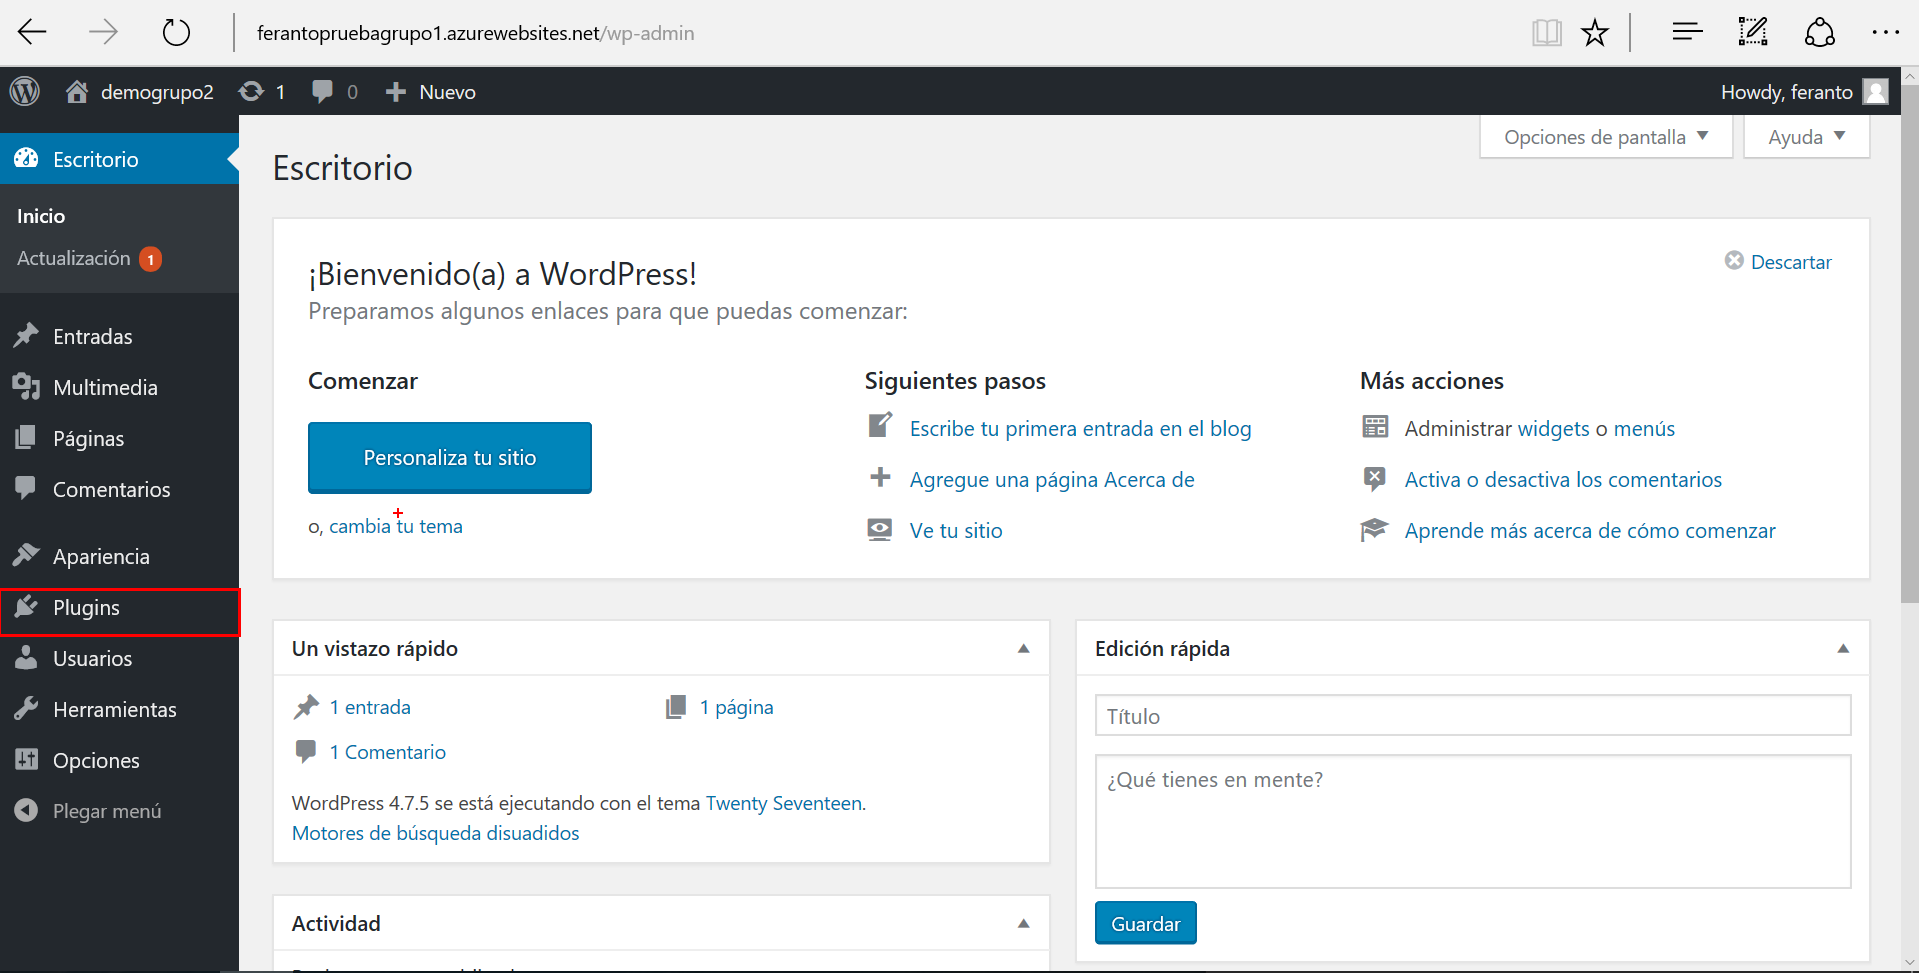 ferantopruebagrupo1.azurewebsites.net/wp-admin
demogrupo2 1 0 Nuevo
Howdy, feranto
Opciones de pantalla
Ayuda
Escritorio
Inicio
Actualización 1
Entradas
Multimedia
Páginas
Comentarios
Apariencia
Plugins
Usuarios
Herramientas
Opciones
Plegar menú
Escritorio
¡Bienvenido(a) a WordPress!
Descartar
Preparamos algunos enlaces para que puedas comenzar:
Comenzar
Personaliza tu sitio
o, cambia tu tema
Siguientes pasos
Escribe tu primera entrada en el blog
Agregue una página Acerca de
Ve tu sitio
Más acciones
Administrar widgets o menús
Activa o desactiva los comentarios
Aprende más acerca de cómo comenzar
Un vistazo rápido
1 entrada
1 página
1 Comentario
WordPress 4.7.5 se está ejecutando con el tema Twenty Seventeen.
Motores de búsqueda disuadidos
Actividad
Edición rápida
Título
¿Qué tienes en mente?
Guardar